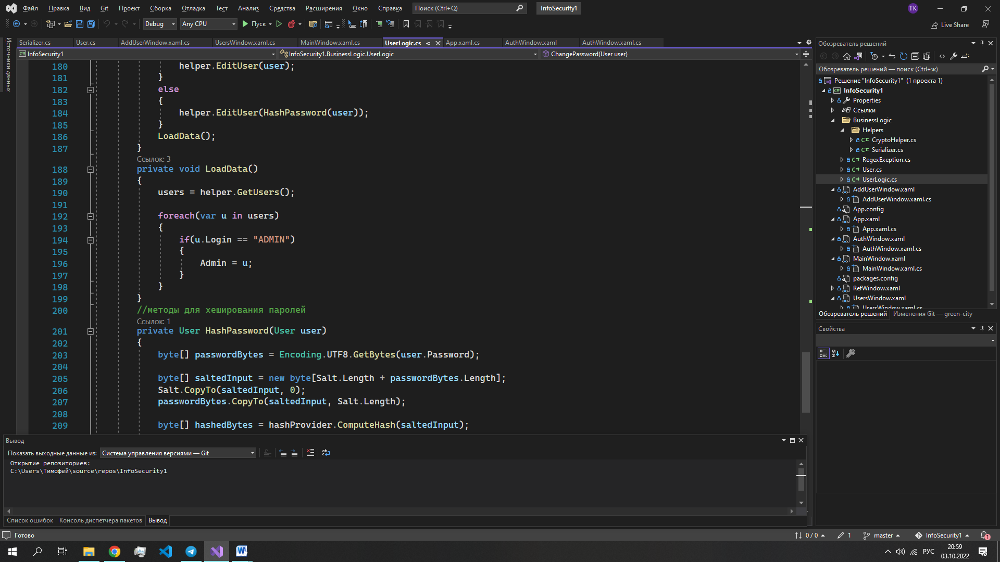 Файл Правка Вид Git Проект Сборка Отладка Тест Анализ Средства Расширения Окно Справка Поиск (Ctrl+Q) InfoSecurity1 TK
Debug Any CPU Пуск Live Share
Источники данных
Serializer.cs User.cs AddUserWindow.xaml.cs UsersWindow.xaml.cs MainWindow.xaml.cs UserLogic.cs App.xaml.cs AuthWindow.xaml AuthWindow.xaml.cs
C# InfoSecurity1 InfoSecurity1.BusinessLogic.UserLogic ChangePassword(User user)
180 helper.EditUser(user);
181 }
182 else
183 {
184 helper.EditUser(HashPassword(user));
185 }
186 LoadData();
187 }
Ссылок: 3
188 private void LoadData()
189 {
190 users = helper.GetUsers();
191
192 foreach(var u in users)
193 {
194 if(u.Login == "ADMIN")
195 {
196 Admin = u;
197 }
198 }
199 }
200 //методы для хеширования паролей
Ссылок: 1
201 private User HashPassword(User user)
202 {
203 byte[] passwordBytes = Encoding.UTF8.GetBytes(user.Password);
204
205 byte[] saltedInput = new byte[Salt.Length + passwordBytes.Length];
206 Salt.CopyTo(saltedInput, 0);
207 passwordBytes.CopyTo(saltedInput, Salt.Length);
208
209 byte[] hashedBytes = hashProvider.ComputeHash(saltedInput);
Вывод
Показать выходные данные из: Система управления версиями — Git
Открытие репозиториев:
C:\Users\Тимофей\source\repos\InfoSecurity1
Список ошибок Консоль диспетчера пакетов Вывод
Обозреватель решений
Обозреватель решений — поиск (Ctrl+ж)
Решение "InfoSecurity1" (1 проекта 1)
C# InfoSecurity1
Properties
Ссылки
BusinessLogic
Helpers
C# CryptoHelper.cs
C# Serializer.cs
C# RegexExeption.cs
C# User.cs
C# UserLogic.cs
AddUserWindow.xaml
AddUserWindow.xaml.cs
App.config
App.xaml
App.xaml.cs
AuthWindow.xaml
AuthWindow.xaml.cs
MainWindow.xaml
MainWindow.xaml.cs
packages.config
RefWindow.xaml
UsersWindow.xaml
UsersWindow.xaml.cs
Обозреватель решений Изменения Git — green-city
Свойства
Готово 0 / 0 1 master InfoSecurity1 1
РУС 20:59
03.10.2022